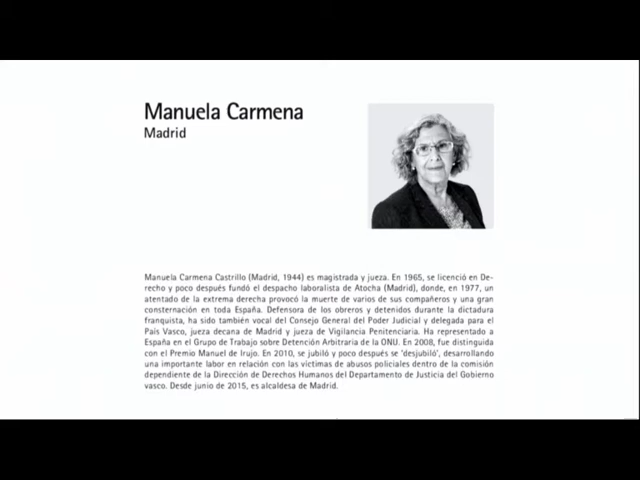 Manuela Carmena
Madrid
Manuela Carmena Castrillo (Madrid, 1944) es magistrada y jueza. En 1965, se licenció en De-
recho y poco después fundó el despacho laboralista de Atocha (Madrid), donde, en 1977, un
atentado de la extrema derecha provocó la muerte de varios de sus compañeros y una gran
consternación en toda España. Defensora de los obreros y detenidos durante la dictadura
franquista, ha sido también vocal del Consejo General del Poder Judicial y delegada para el
País Vasco, jueza decana de Madrid y jueza de Vigilancia Penitenciaria. Ha representado a
España en el Grupo de Trabajo sobre Detención Arbitraria de la ONU. En 2008, fue distinguida
con el Premio Manuel de Irujo. En 2010, se jubiló y poco después se 'desjubiló', desarrollando
una importante labor en relación con las víctimas de abusos policiales dentro de la comisión
dependiente de la Dirección de Derechos Humanos del Departamento de Justicia del Gobierno
vasco. Desde junio de 2015, es alcaldesa de Madrid.